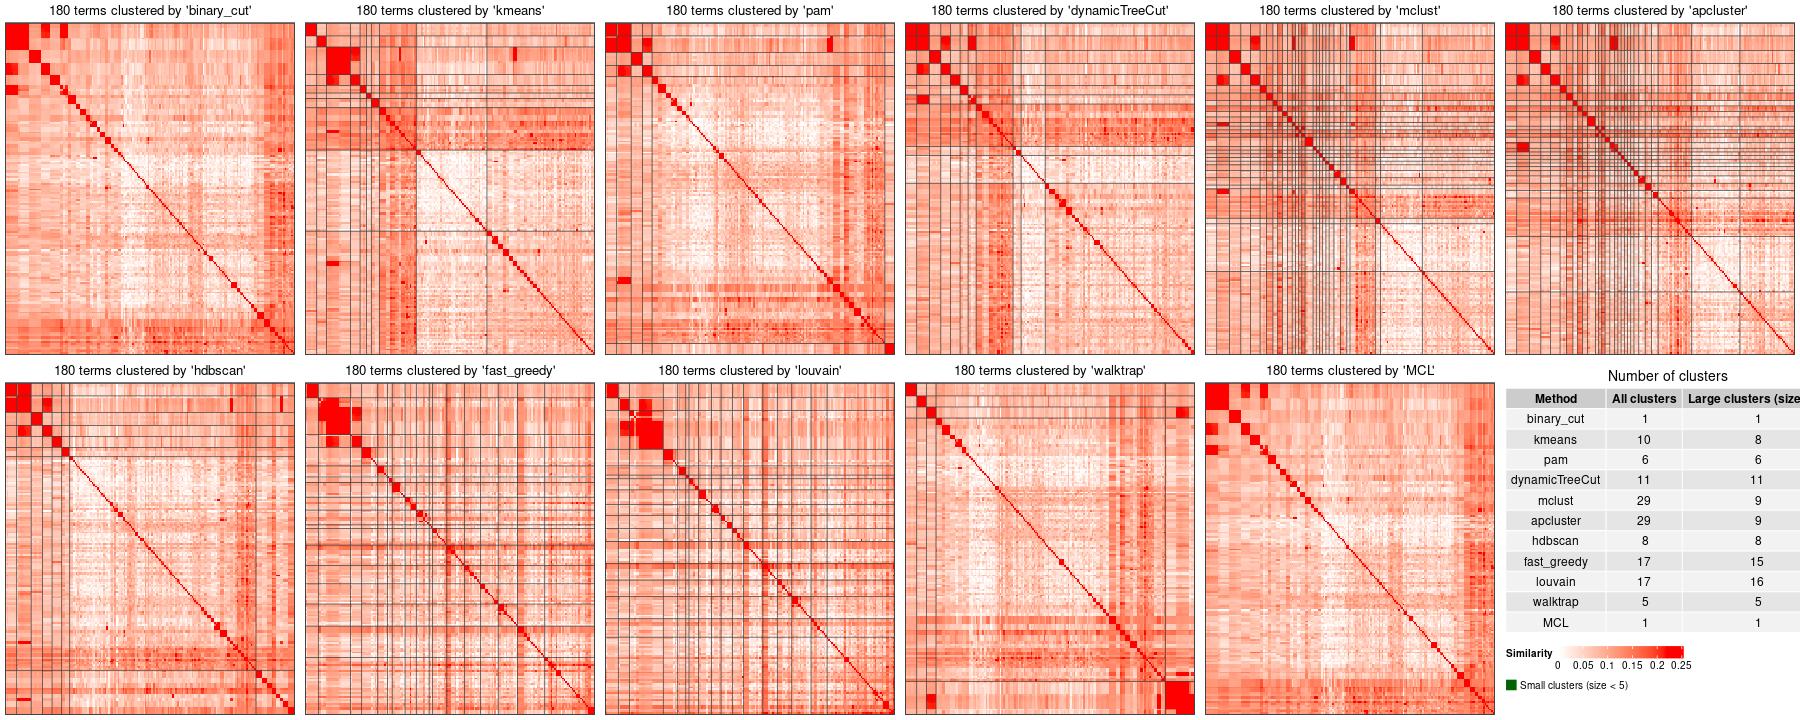 180 terms clustered by 'binary_cut'
180 terms clustered by 'kmeans'
180 terms clustered by 'pam'
180 terms clustered by 'dynamicTreeCut'
180 terms clustered by 'mclust'
180 terms clustered by 'apcluster'
180 terms clustered by 'hdbscan'
180 terms clustered by 'fast_greedy'
180 terms clustered by 'louvain'
180 terms clustered by 'walktrap'
180 terms clustered by 'MCL'
Number of clusters
Method All clusters Large clusters (size
binary_cut 1 1
kmeans 10 8
pam 6 6
dynamicTreeCut 11 11
mclust 29 9
apcluster 29 9
hdbscan 8 8
fast_greedy 17 15
louvain 17 16
walktrap 5 5
MCL 1 1
Similarity
0 0.05 0.1 0.15 0.2 0.25
Small clusters (size < 5)